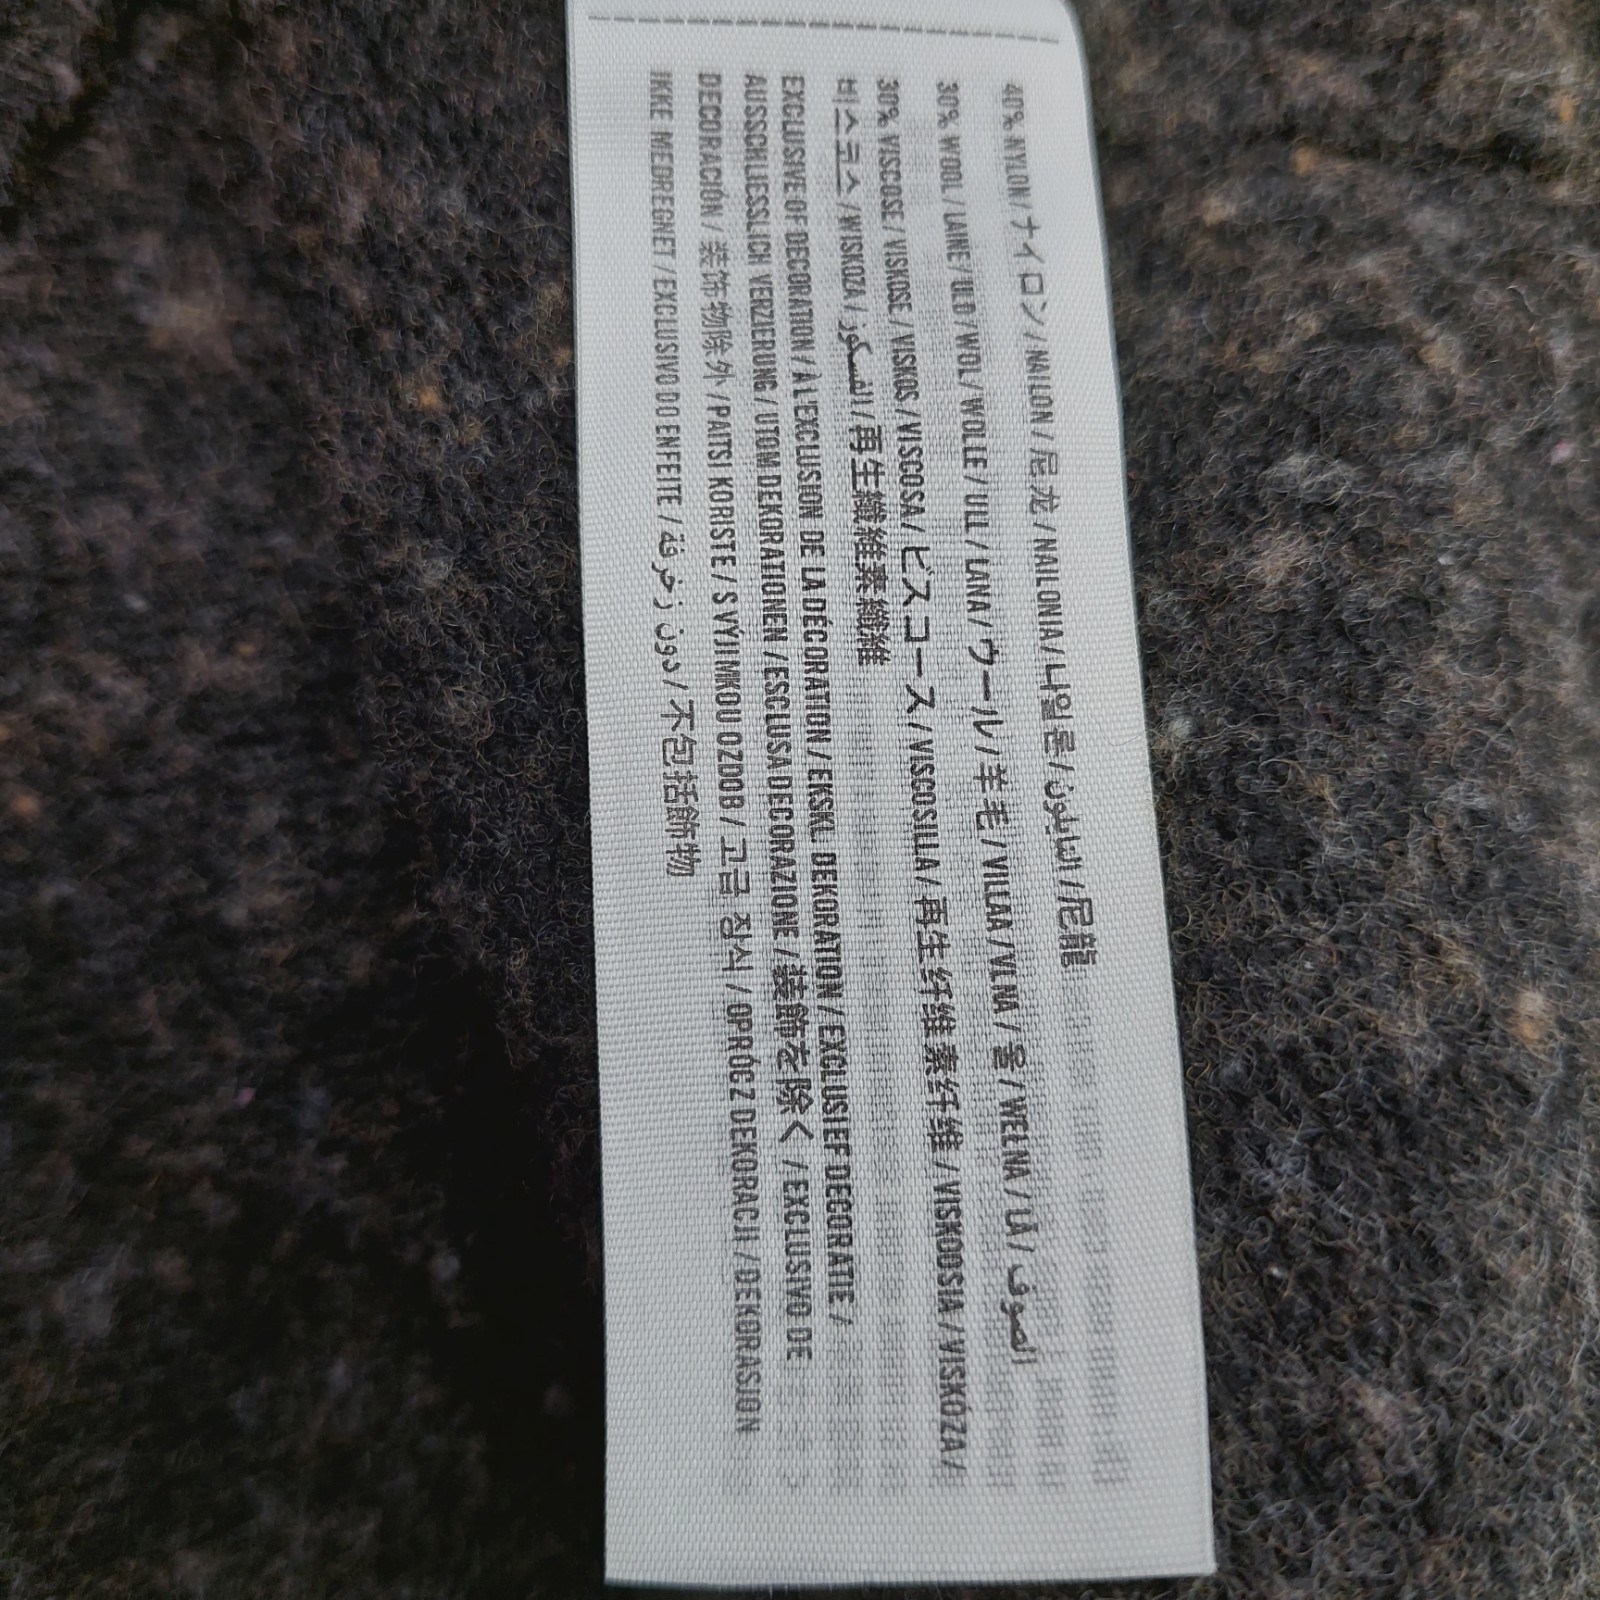 40% NYLON / ナイロン / NAILON / 尼龙 / NAILONIA / 나일론 / النايلون / 尼龍
30% WOOL / LAINE / ULD / WOL / WOLLE / ULL / LANA / ウール / 羊毛 / VILLAA / VLNA / 울 / WEŁNA / LÃ / الصوف
30% VISCOSE / VISKOSE / VISKOS / VISCOSA / ビスコース / VISCOSILLA / 再生纤维素纤维 / VISKOOSIA / VISKÓZA /
비스코스 / WISKOZA / الفسكوز / 再生纖維素纖維
EXCLUSIVE OF DECORATION / À L'EXCLUSION DE LA DÉCORATION / EKSKL DEKORATION / EXCLUSIEF DECORATIE /
AUSSSCHLIESSLICH VERZIERUNG / UTOM DEKORATIONEN / ESCLUSA DECORAZIONE / 装飾を除く / EXCLUSIVO DE
DECORACIÓN / 装饰物除外 / PAITSI KORISTE / S VÝJIMKOU OZDOB / 고급 장식 / OPRÓCZ DEKORACJI / DEKORASJON
IKKE MEDREGNET / EXCLUSIVO DO ENFEITE / دون زخرفة / 不包括飾物